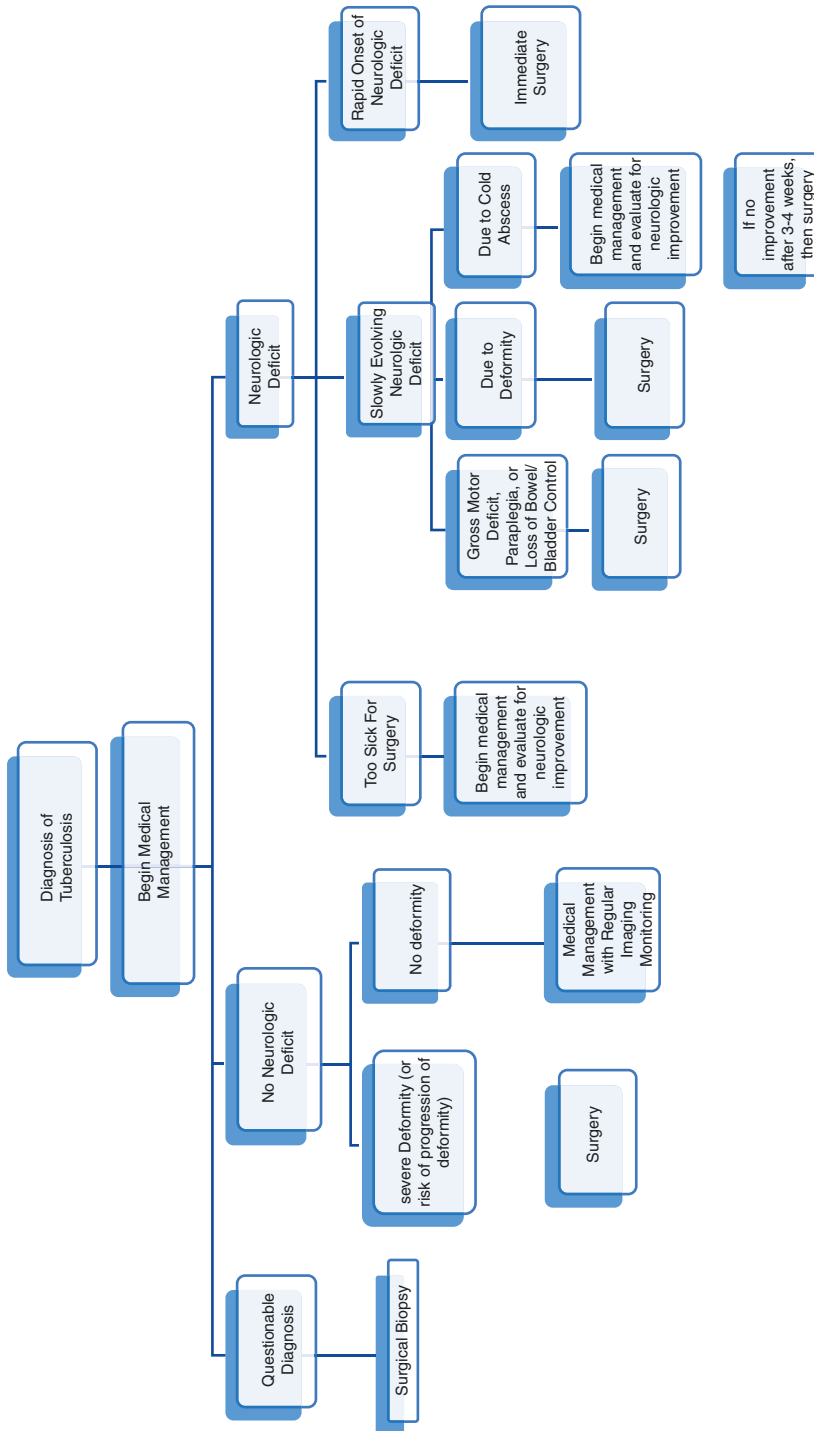 Diagnosis of
Tuberculosis
Begin Medical
Management
Questionable
Diagnosis
Surgical Biopsy
No Neurologic
Deficit
severe Deformity (or
risk of progression of
deformity)
Surgery
No deformity
Medical
Management
with Regular
Imaging
Monitoring
Neurologic
Deficit
Too Sick For
Surgery
Begin medical
management
and evaluate for
neurologic
improvement
Slowly Evolving
Neurolgic
Deficit
Gross Motor
Deficit,
Paraplegia, or
Loss of Bowel/
Bladder Control
Surgery
Due to
Deformity
Surgery
Due to Cold
Abscess
Begin medical
management
and evaluate for
neurologic
improvement
If no
improvement
after 3-4 weeks,
then surgery
Rapid Onset of
Neurologic
Deficit
Immediate
Surgery